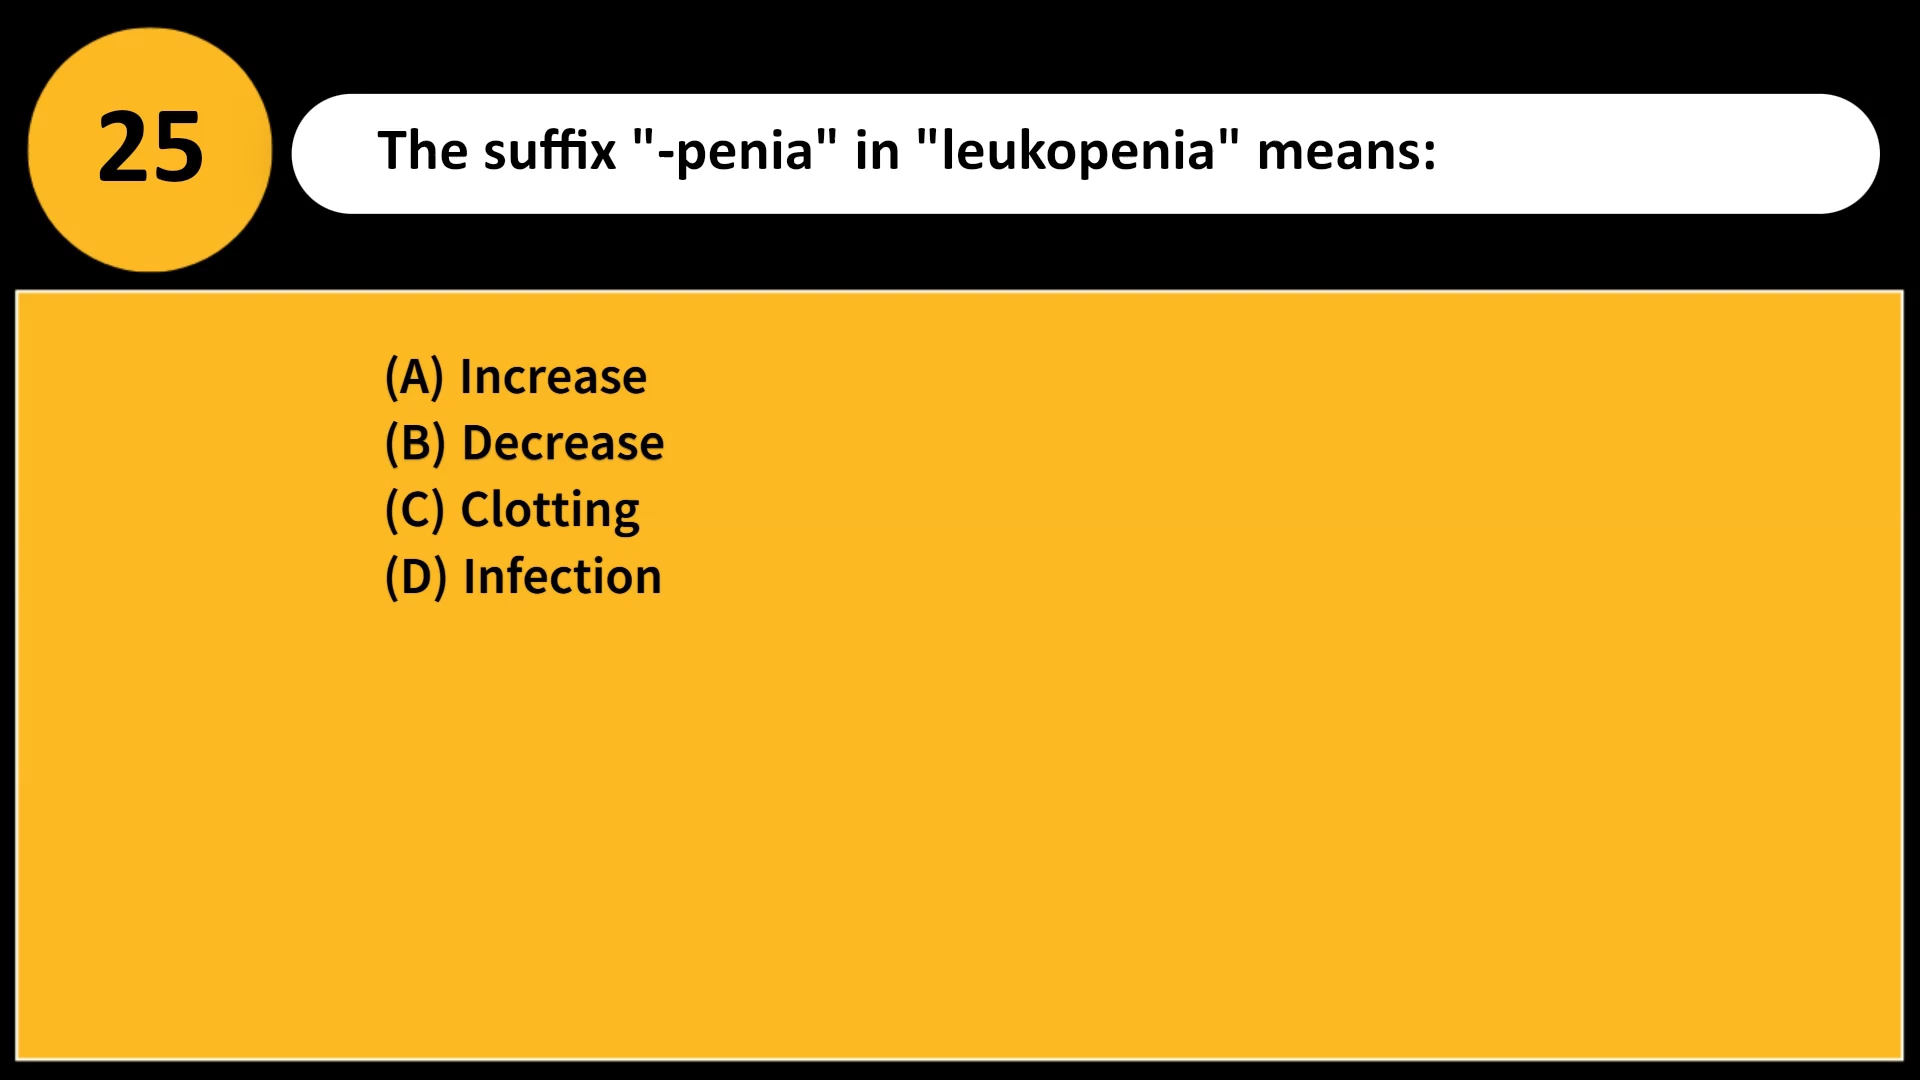 25
The suffix "-penia" in "leukopenia" means:
(A) Increase
(B) Decrease
(C) Clotting
(D) Infection